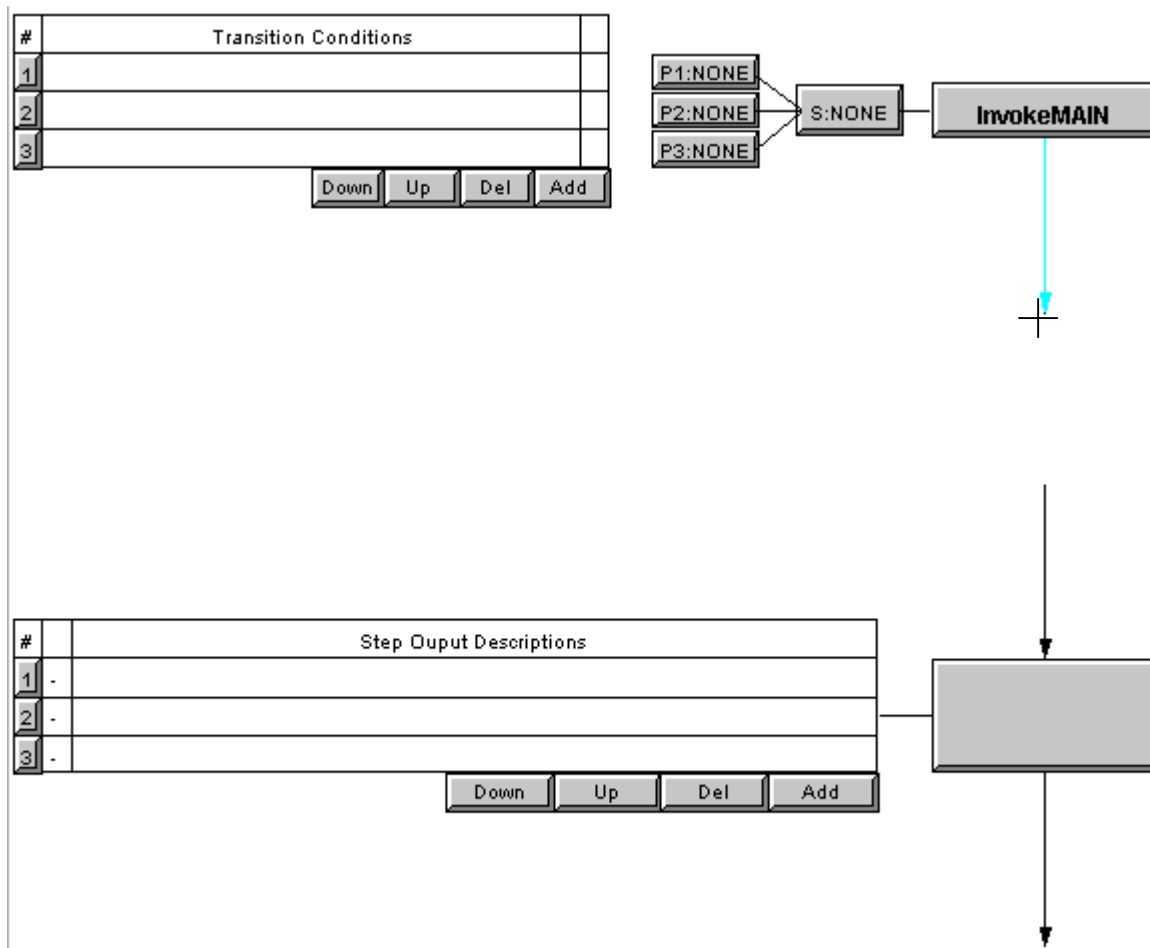 # Transition Conditions
1
2
3
Down Up Del Add
P1:NONE
P2:NONE
P3:NONE
S:NONE
InvokeMAIN
# Step Ouput Descriptions
1 -
2 -
3 -
Down Up Del Add